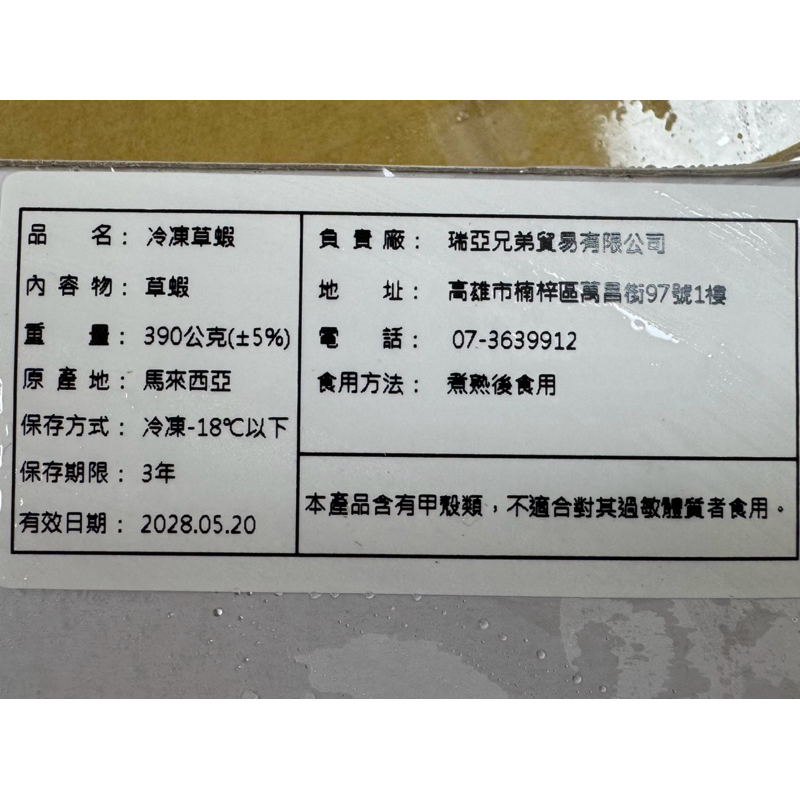 品名：冷凍草蝦
內容物：草蝦
重量：390公克(±5%)
原產地：馬來西亞
保存方式：冷凍-18℃以下
保存期限：3年
有效日期：2028.05.20
負責廠：瑞亞兄弟貿易有限公司
地址：高雄市楠梓區萬昌街97號1樓
電話：07-3639912
食用方法：煮熟後食用
本產品含有甲殼類，不適合對其過敏體質者食用。